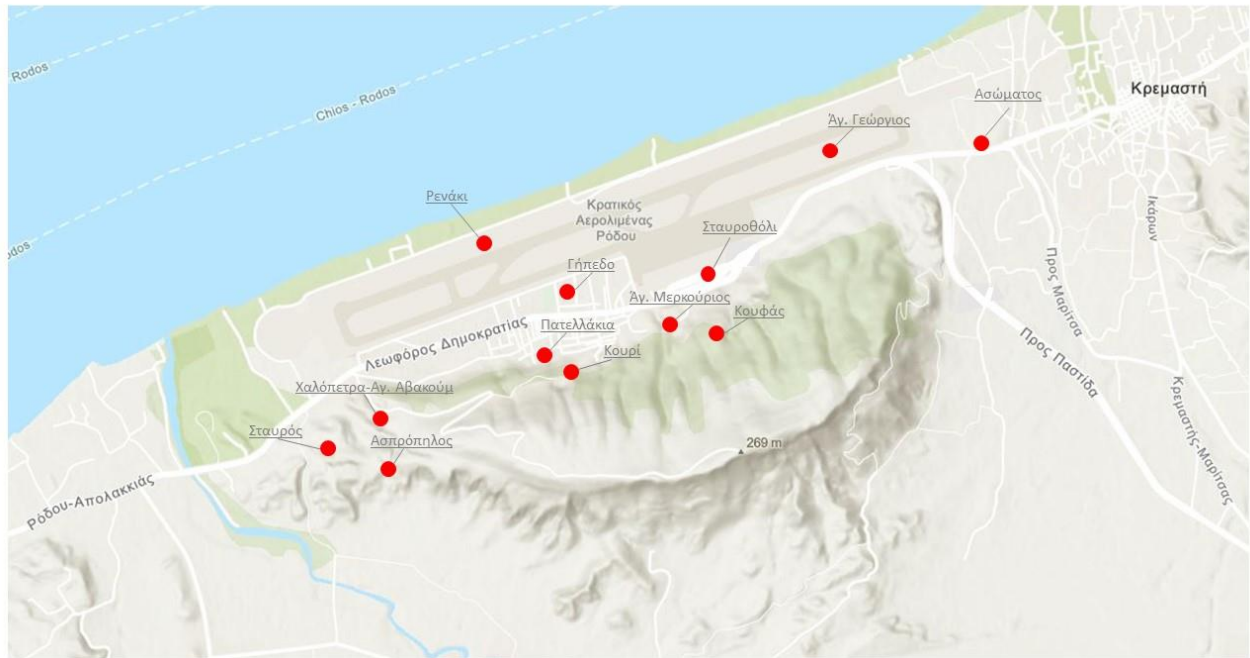 Rodos
Chios - Rodos
Rodos
Κρεμαστή
Ασώματος
Άγ. Γεώργιος
Ρενάκι
Κρατικός
Αερολιμένας
Ρόδου
Σταυροθόλι
Γήπεδο
Άγ. Μερκούριος
Κουφάς
Λεωφόρος Δημοκρατίας
Πατελλάκια
Κουρί
Χαλόπετρα-Αγ. Αβακούμ
Σταυρός
Ασπρόπηλος
269 m
Ρόδου-Απολακκιάς
Ικάρων
Προς Μαρίτσα
Προς Παστίδα
Κρεμαστής-Μαρίτσας